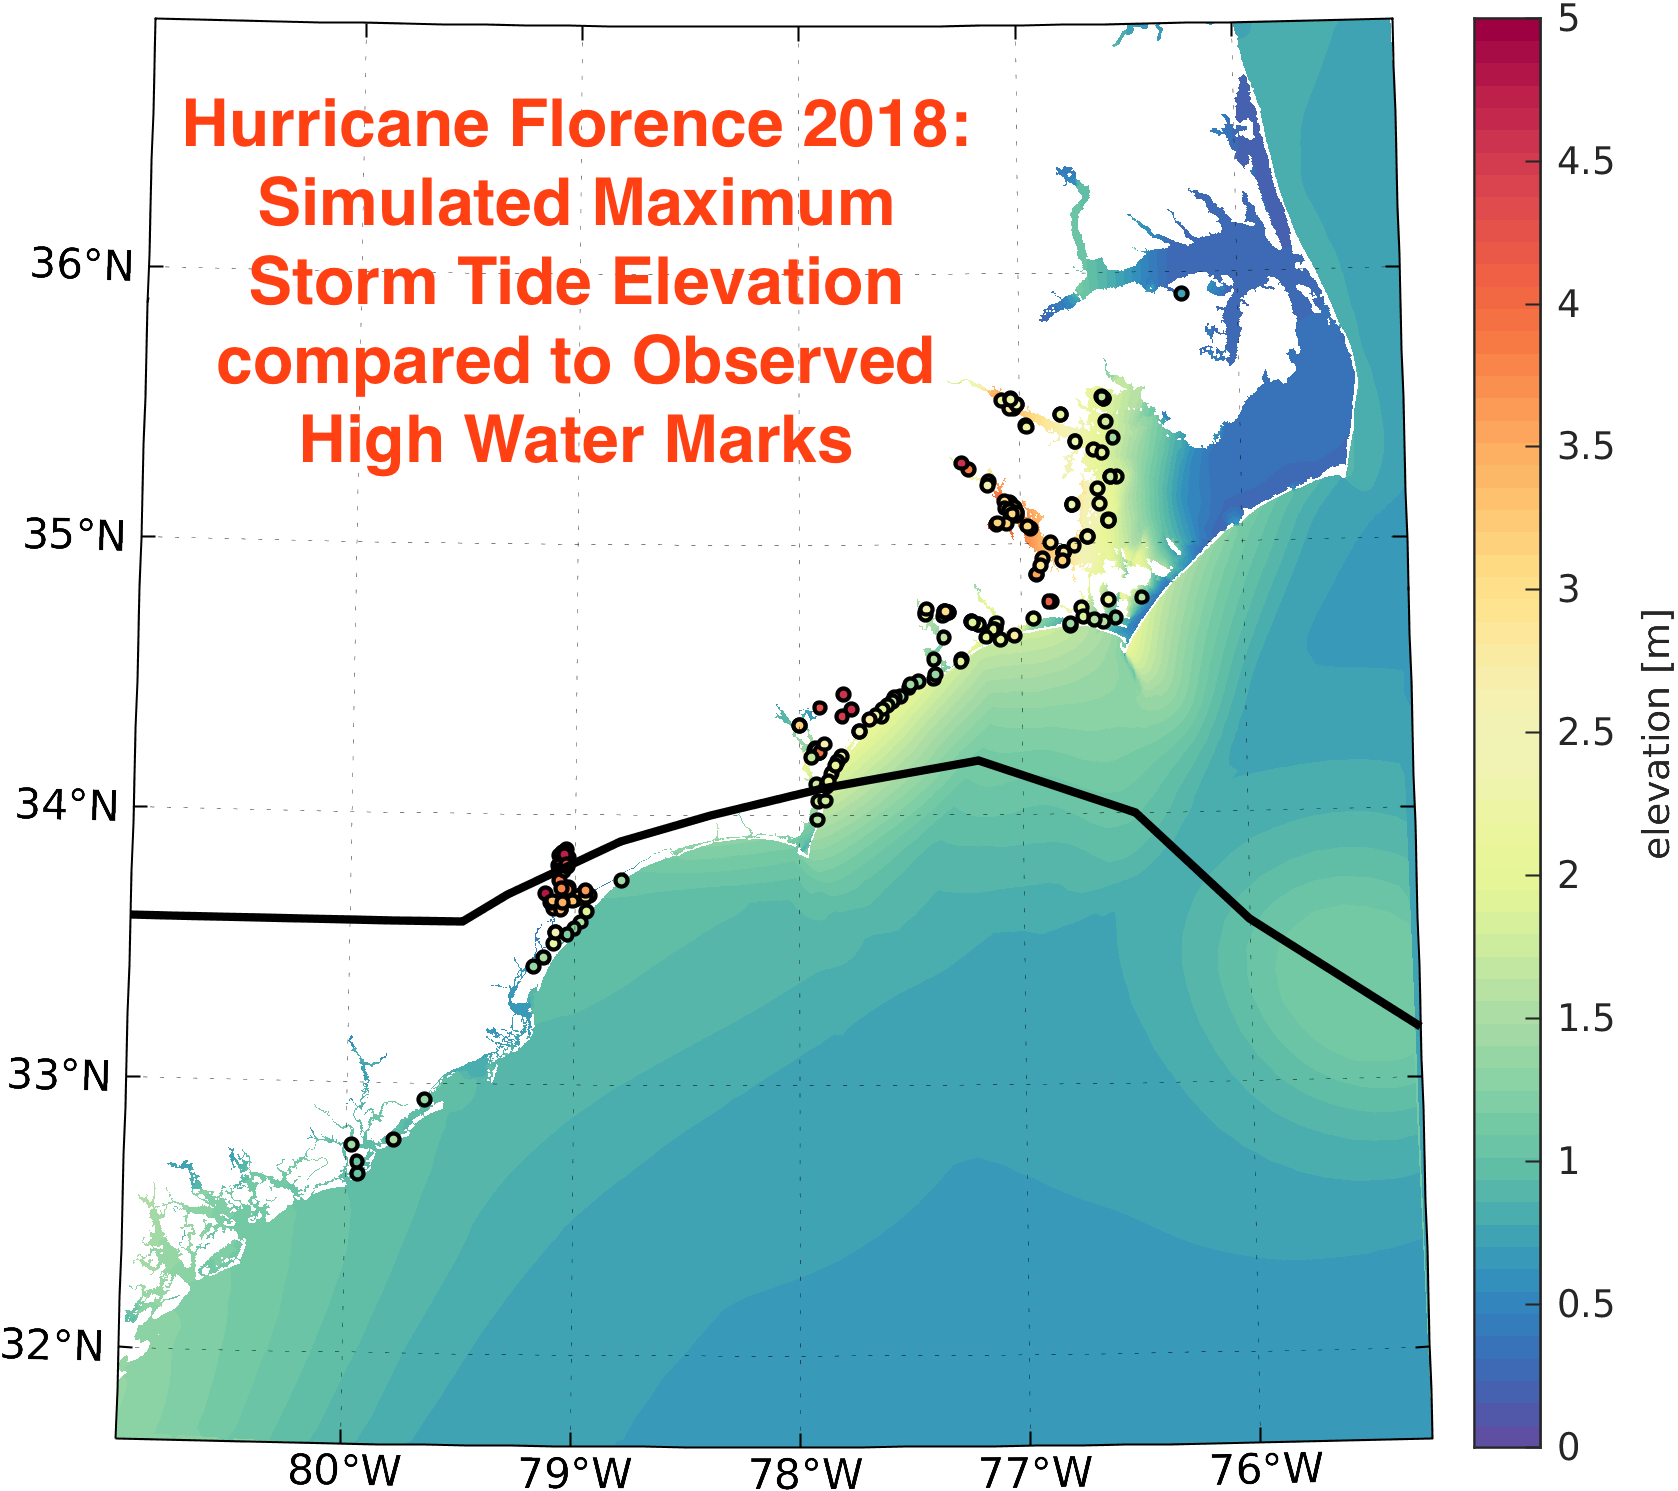 Hurricane Florence 2018:
Simulated Maximum
Storm Tide Elevation
compared to Observed
High Water Marks
36°N
35°N
34°N
33°N
32°N
80°W
79°W
78°W
77°W
76°W
5
4.5
4
3.5
3
2.5
2
1.5
1
0.5
0
elevation [m]